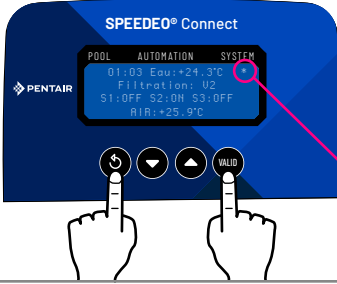 SPEEDEO® Connect
POOL AUTOMATION SYSTEM
01:03 Eau:+24.3°C *
Filtration: V2
S1:OFF S2:ON S3:OFF
AIR:+25.9°C
PENTAIR
VALID